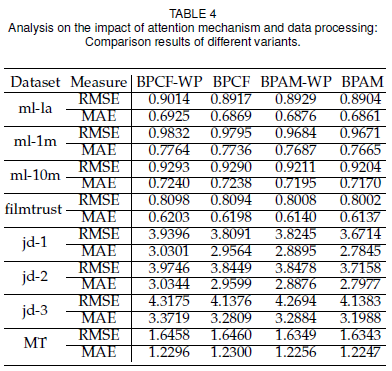 TABLE 4
Analysis on the impact of attention mechanism and data processing:
Comparison results of different variants.
Dataset Measure BPCF-WP BPCF BPAM-WP BPAM
ml-la RMSE 0.9014 0.8917 0.8929 0.8904
MAE 0.6925 0.6869 0.6876 0.6861
ml-1m RMSE 0.9832 0.9795 0.9684 0.9671
MAE 0.7764 0.7736 0.7687 0.7665
ml-10m RMSE 0.9293 0.9290 0.9211 0.9204
MAE 0.7240 0.7238 0.7195 0.7170
filmtrust RMSE 0.8098 0.8094 0.8008 0.8002
MAE 0.6203 0.6198 0.6140 0.6137
jd-1 RMSE 3.9396 3.8091 3.8245 3.6714
MAE 3.0301 2.9564 2.8895 2.7845
jd-2 RMSE 3.9746 3.8449 3.8478 3.7158
MAE 3.0344 2.9599 2.8876 2.7977
jd-3 RMSE 4.3175 4.1376 4.2694 4.1383
MAE 3.3719 3.2809 3.2884 3.1988
MT RMSE 1.6458 1.6460 1.6349 1.6343
MAE 1.2296 1.2300 1.2256 1.2247